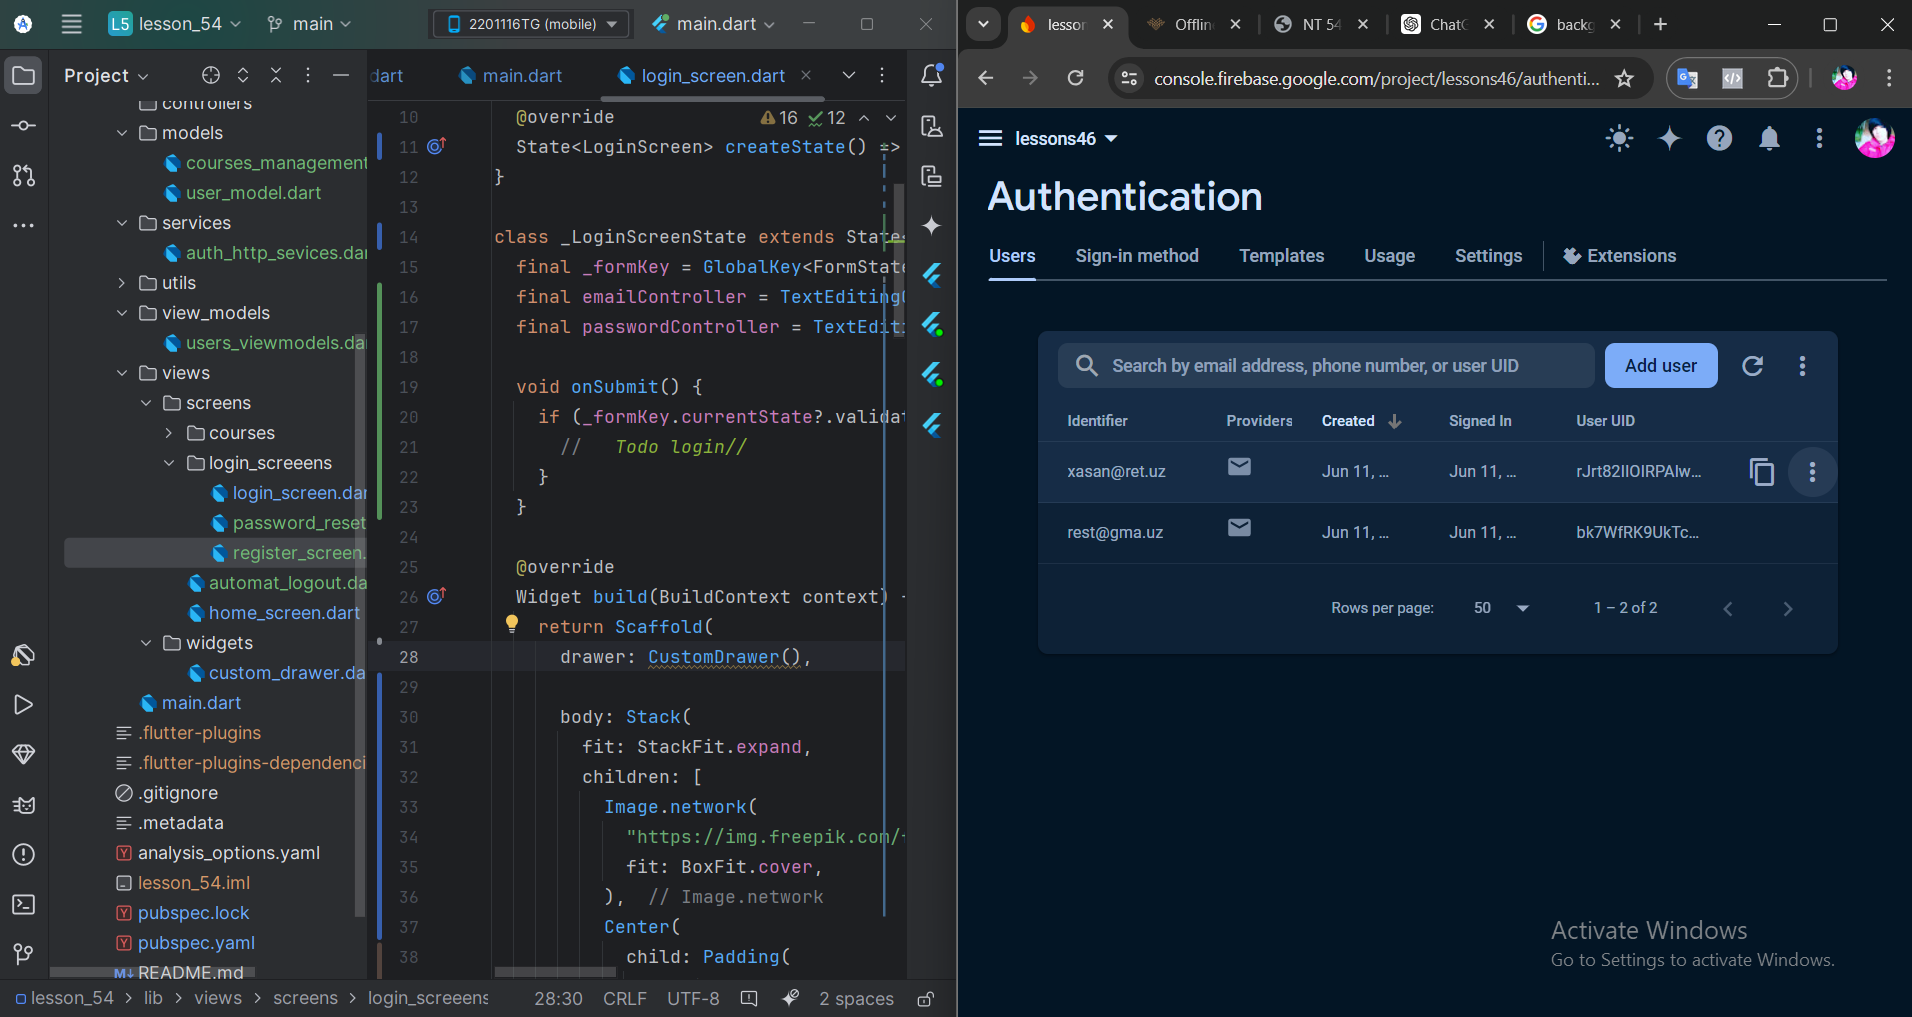 L5 lesson_54
main
2201116TG (mobile)
main.dart
Project
controllers
models
courses_management
user_model.dart
services
auth_http_sevices.dar
utils
view_models
users_viewmodels.dar
views
screens
courses
login_screeens
login_screen.dar
password_reset
register_screen.
automat_logout.da
home_screen.dart
widgets
custom_drawer.da
main.dart
.flutter-plugins
.flutter-plugins-dependenci
.gitignore
.metadata
analysis_options.yaml
lesson_54.iml
pubspec.lock
pubspec.yaml
README.md
dart
main.dart
login_screen.dart
16
12
10 @override
11 State<LoginScreen> createState() =>
12 }
13
14 class _LoginScreenState extends State<
15 final _formKey = GlobalKey<FormState
16 final emailController = TextEditingC
17 final passwordController = TextEditi
18
19 void onSubmit() {
20 if (_formKey.currentState?.validat
21 // Todo login//
22 }
23 }
24
25 @override
26 Widget build(BuildContext context)
27 return Scaffold(
28 drawer: CustomDrawer(),
29
30 body: Stack(
31 fit: StackFit.expand,
32 children: [
33 Image.network(
34 "https://img.freepik.com/
35 fit: BoxFit.cover,
36 ), // Image.network
37 Center(
38 child: Padding(
lesson_54 > lib > views > screens > login_screeens
28:30 CRLF UTF-8 2 spaces
lesson
Offlin
NT 54
ChatG
backg
console.firebase.google.com/project/lessons46/authenti...
lessons46
Authentication
Users Sign-in method Templates Usage Settings Extensions
Search by email address, phone number, or user UID
Add user
Identifier Providers Created Signed In User UID
xasan@ret.uz Jun 11, ... Jun 11, ... rJrt82IIOIRPAlw...
rest@gma.uz Jun 11, ... Jun 11, ... bk7WfRK9UkTc...
Rows per page: 50 1 – 2 of 2
Activate Windows
Go to Settings to activate Windows.